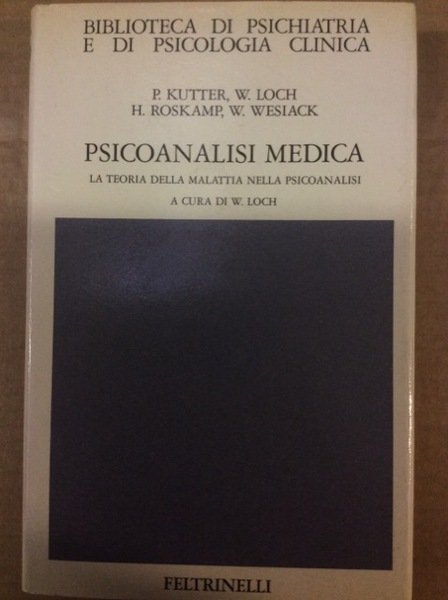 BIBLIOTECA DI PSICHIATRIA
E DI PSICOLOGIA CLINICA
P. KUTTER, W. LOCH
H. ROSKAMP, W. WESIACK
PSICOANALISI MEDICA
LA TEORIA DELLA MALATTIA NELLA PSICOANALISI
A CURA DI W. LOCH
FELTRINELLI